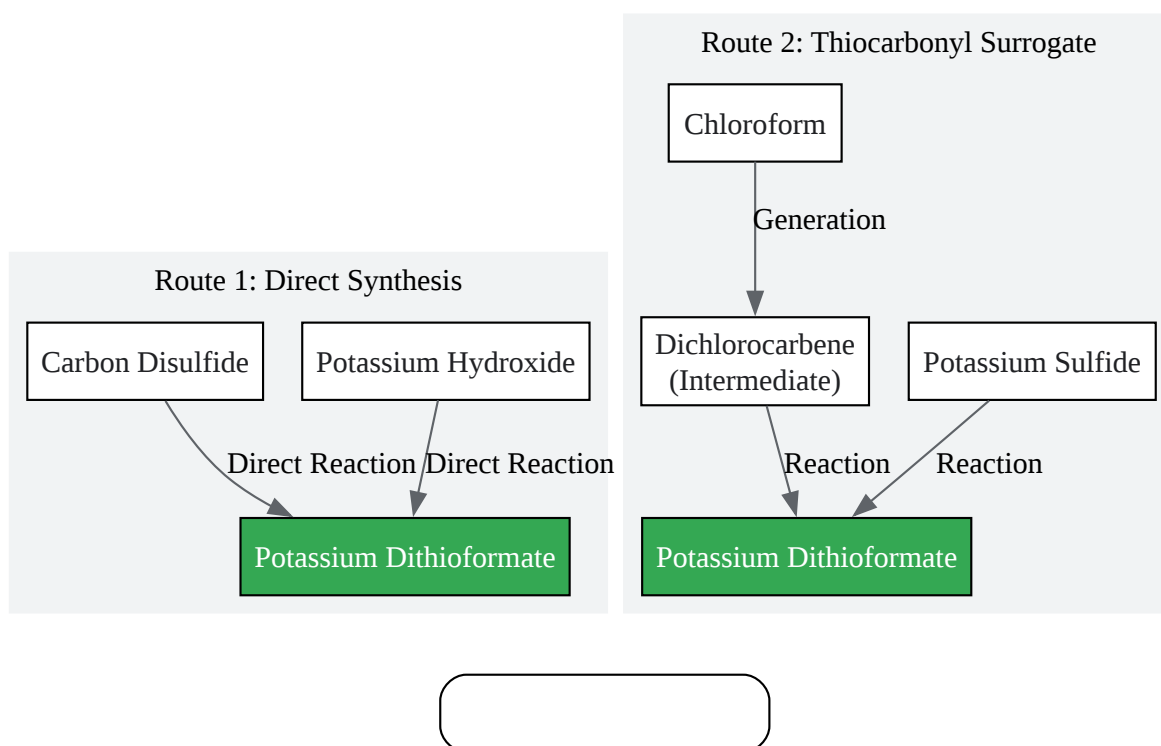 Route 1: Direct Synthesis
Carbon Disulfide
Potassium Hydroxide
Direct Reaction
Direct Reaction
Potassium Dithioformate
Route 2: Thiocarbonyl Surrogate
Chloroform
Generation
Dichlorocarbene
(Intermediate)
Potassium Sulfide
Reaction
Reaction
Potassium Dithioformate